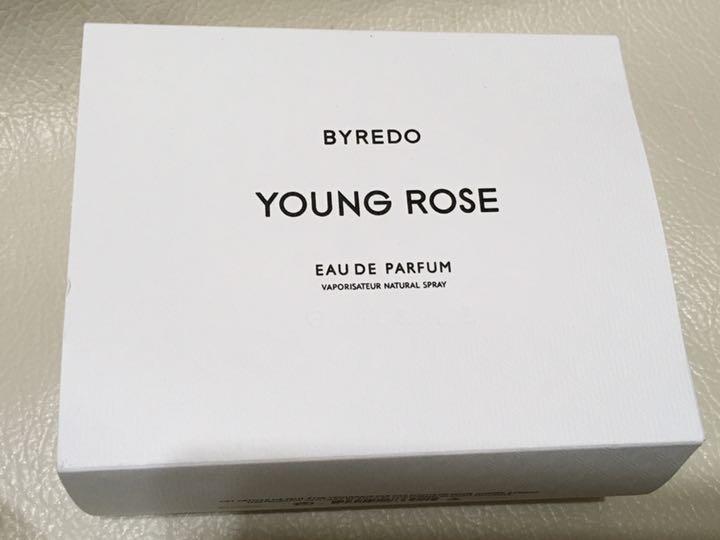 BYREDO
YOUNG ROSE
EAU DE PARFUM
VAPORISATEUR NATURAL SPRAY